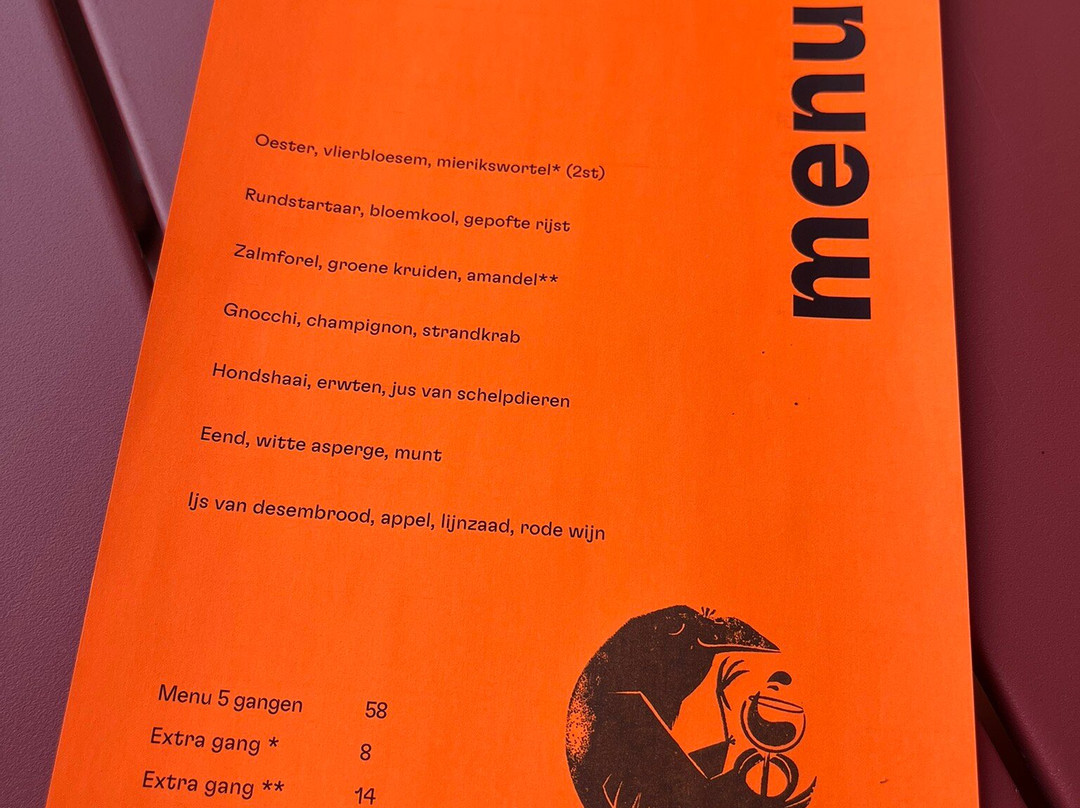 menu
Oester, vlierbloesem, mierikswortel* (2st)
Rundstartaar, bloemkool, gepofte rijst
Zalmforel, groene kruiden, amandel**
Gnocchi, champignon, strandkrab
Hondshaai, erwten, jus van schelpdieren
Eend, witte asperge, munt
Ijs van desembrood, appel, lijnzaad, rode wijn
Menu 5 gangen 58
Extra gang * 8
Extra gang ** 14